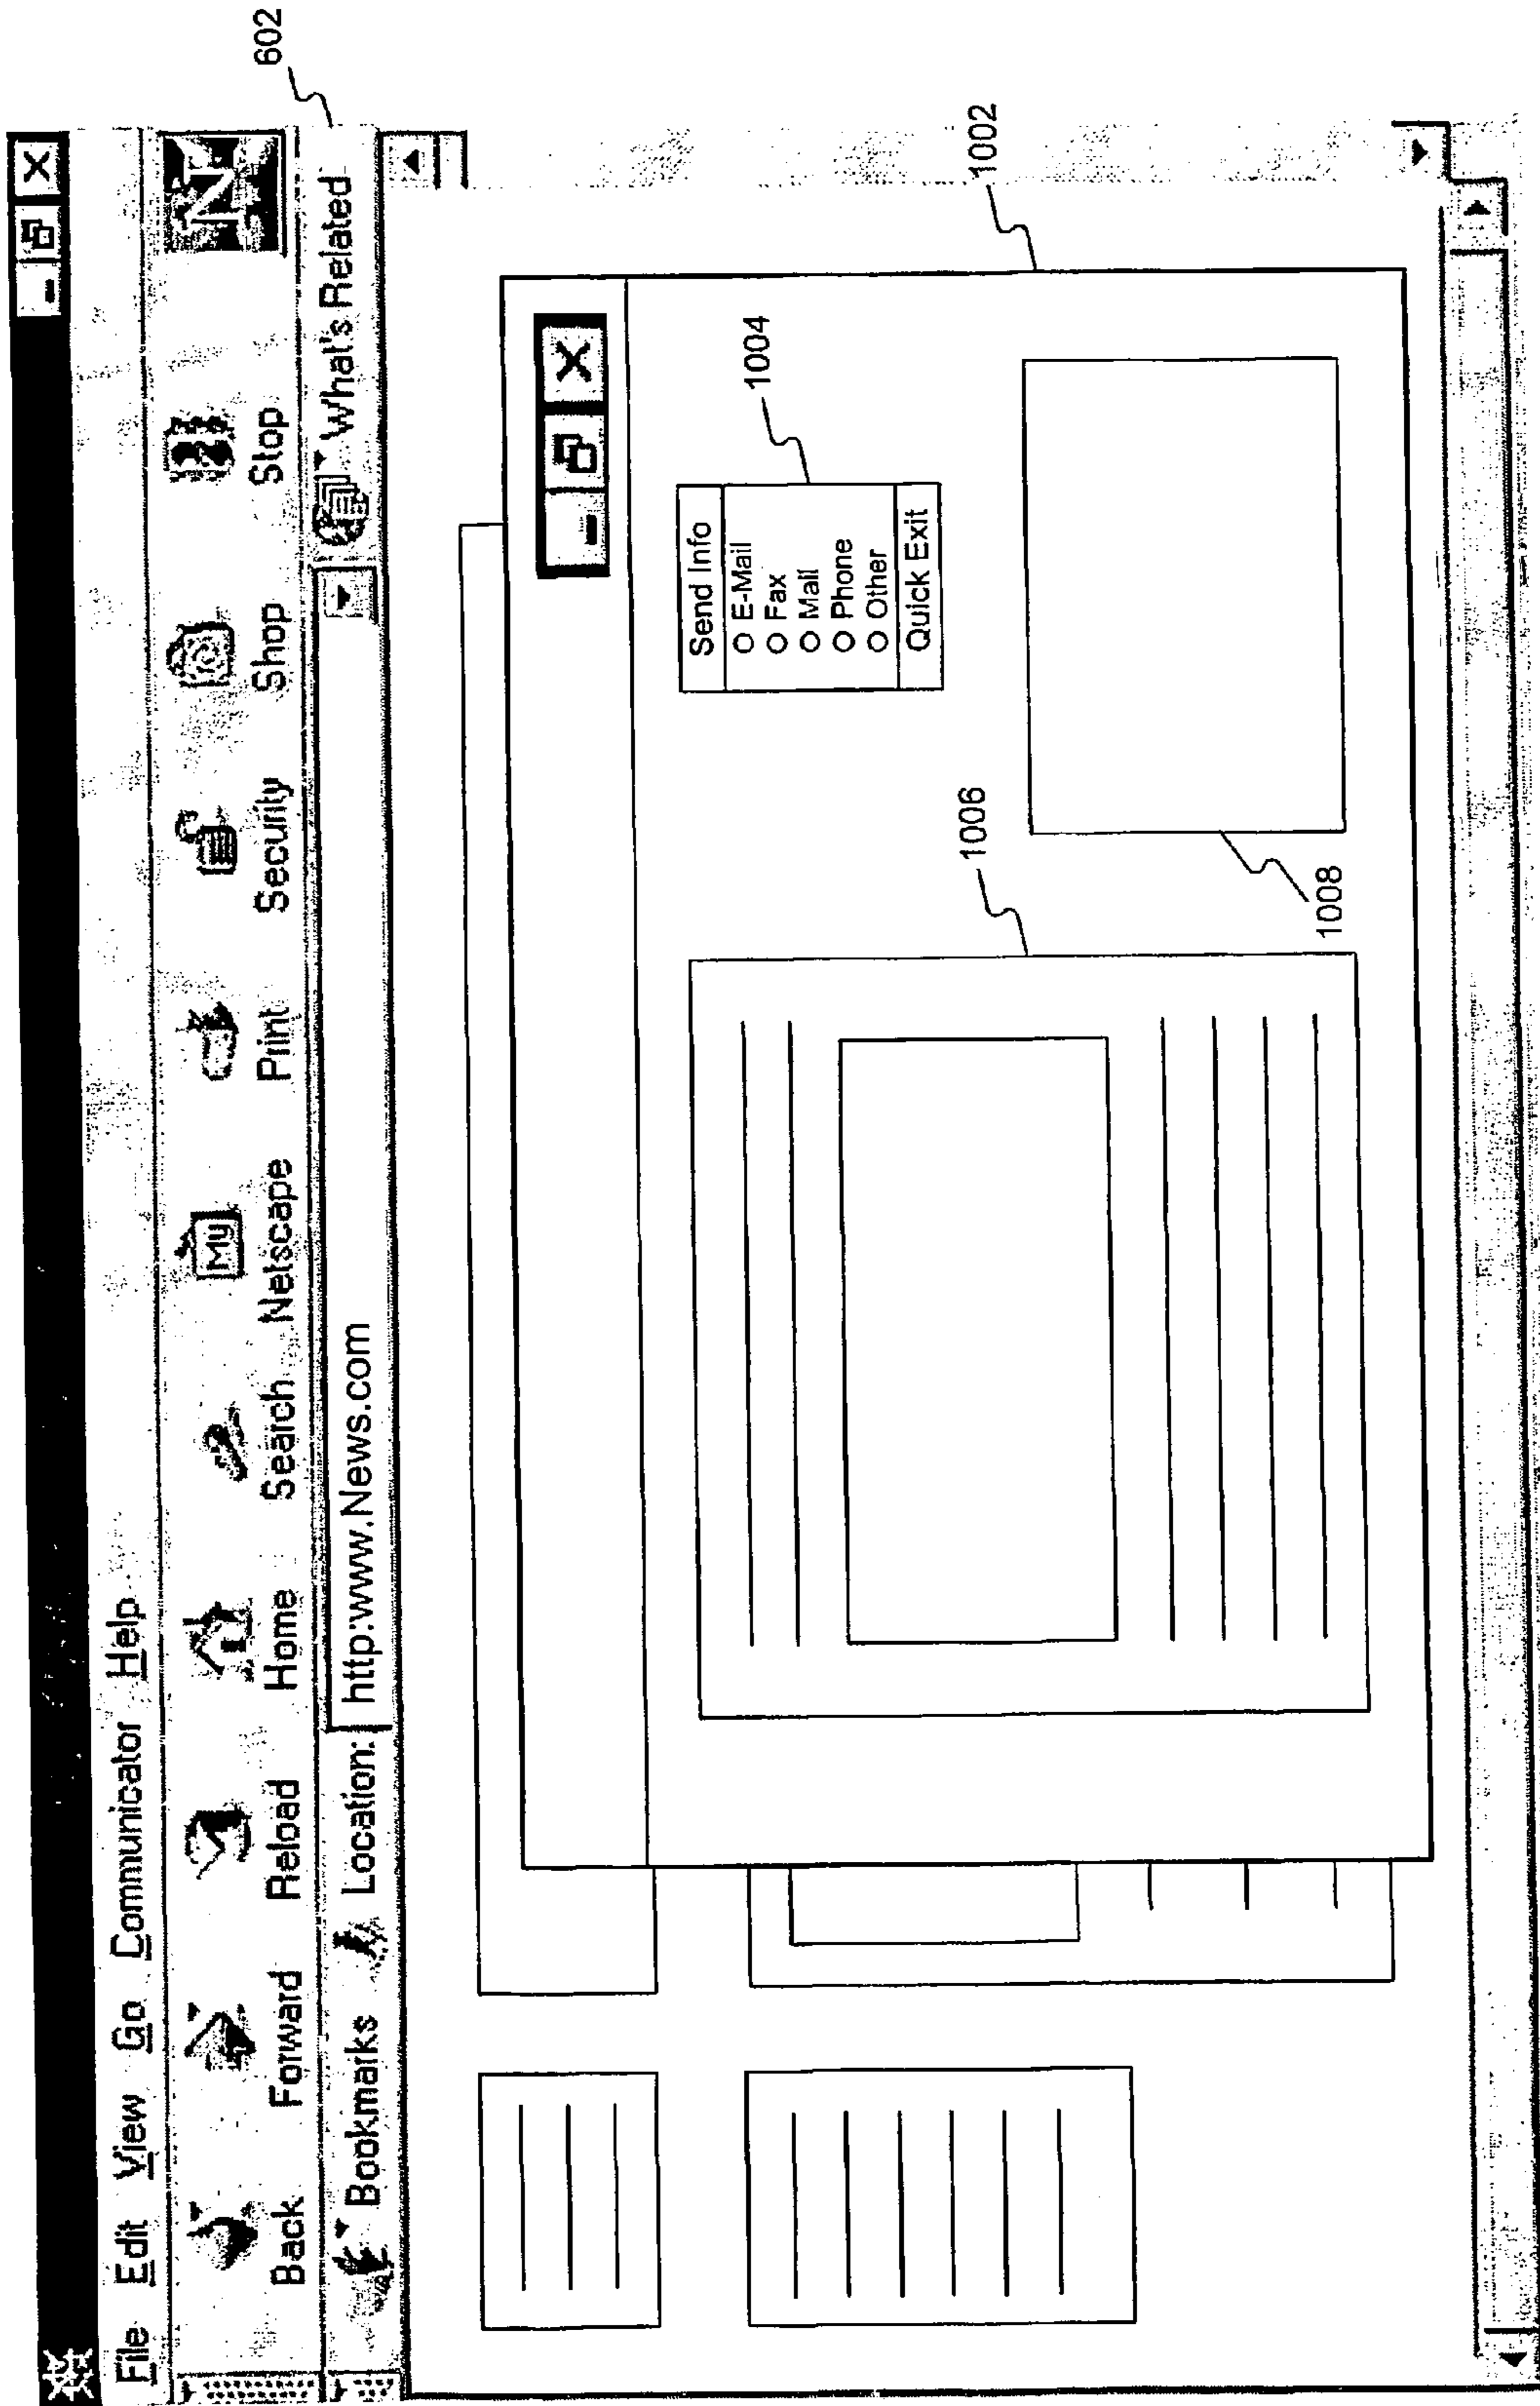 File Edit View Go Communicator Help
N
My
Back Forward Reload Home Search Netscape Print Security Shop Stop
Bookmarks Location: http:www.News.com What's Related
602
1002
Send Info
E-Mail
Fax
Mail
Phone
Other
Quick Exit
1004
1006
1008